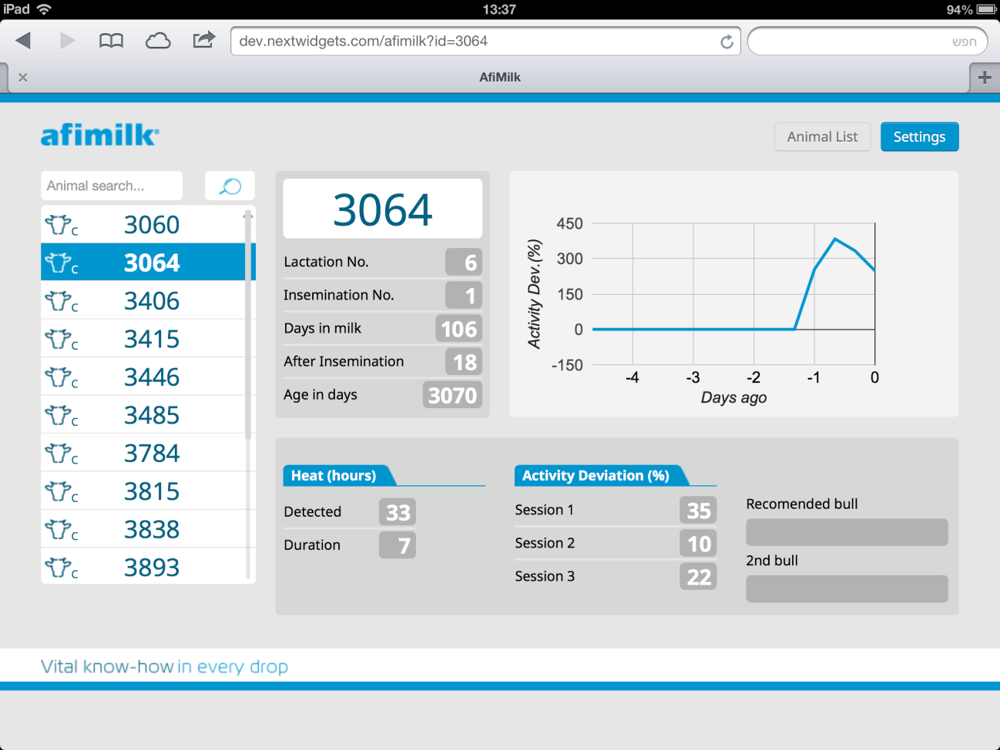 iPad 13:37 94%
dev.nextwidgets.com/afimilk?id=3064 חפש
AfiMilk
afimilk®
Animal List Settings
Animal search...
C 3060
C 3064
C 3406
C 3415
C 3446
C 3485
C 3784
C 3815
C 3838
C 3893
3064
Lactation No. 6
Insemination No. 1
Days in milk 106
After Insemination 18
Age in days 3070
Activity Dev.(%)
450
300
150
0
-150
-4 -3 -2 -1 0
Days ago
Heat (hours)
Detected 33
Duration 7
Activity Deviation (%)
Session 1 35
Session 2 10
Session 3 22
Recomended bull
2nd bull
Vital know-how in every drop